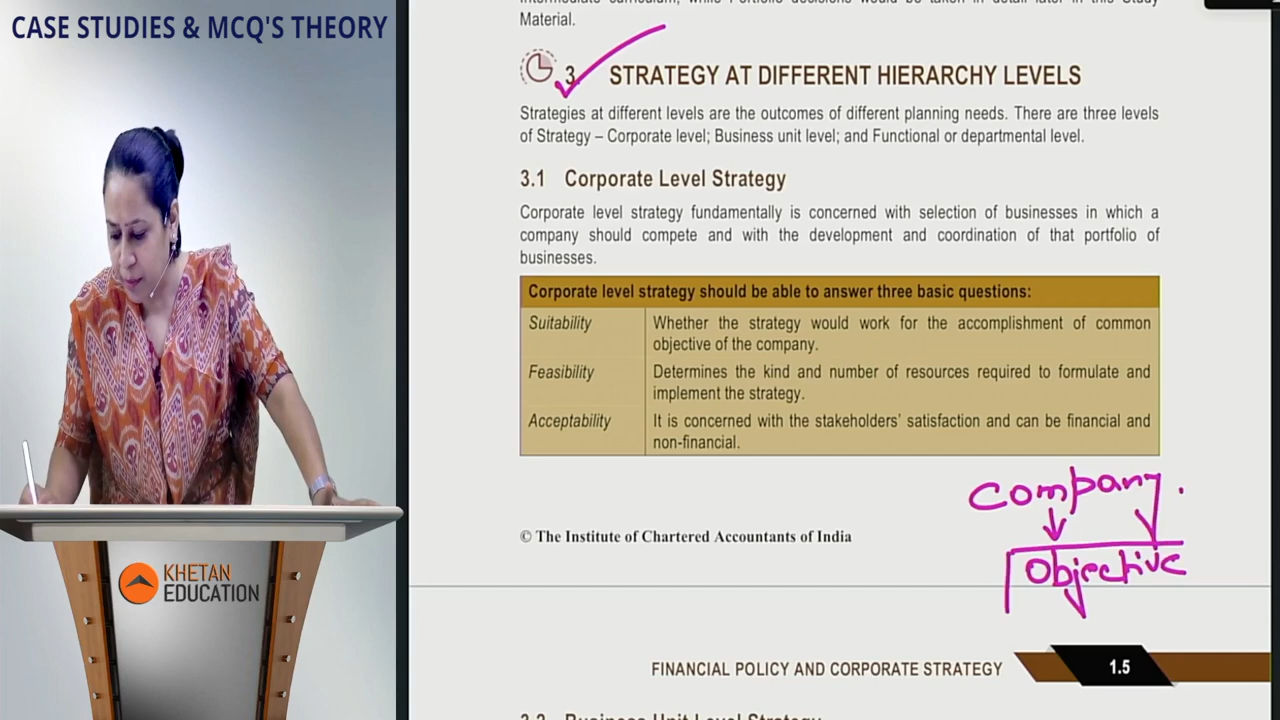 CASE STUDIES & MCQ'S THEORY
Material.
3 STRATEGY AT DIFFERENT HIERARCHY LEVELS
Strategies at different levels are the outcomes of different planning needs. There are three levels
of Strategy – Corporate level; Business unit level; and Functional or departmental level.
3.1 Corporate Level Strategy
Corporate level strategy fundamentally is concerned with selection of businesses in which a
company should compete and with the development and coordination of that portfolio of
businesses.
Corporate level strategy should be able to answer three basic questions:
Suitability Whether the strategy would work for the accomplishment of common
objective of the company.
Feasibility Determines the kind and number of resources required to formulate and
implement the strategy.
Acceptability It is concerned with the stakeholders' satisfaction and can be financial and
non-financial.
company.
Objective
© The Institute of Chartered Accountants of India
KHETAN
EDUCATION
FINANCIAL POLICY AND CORPORATE STRATEGY 1.5
3.2 Business Unit Level Strategy